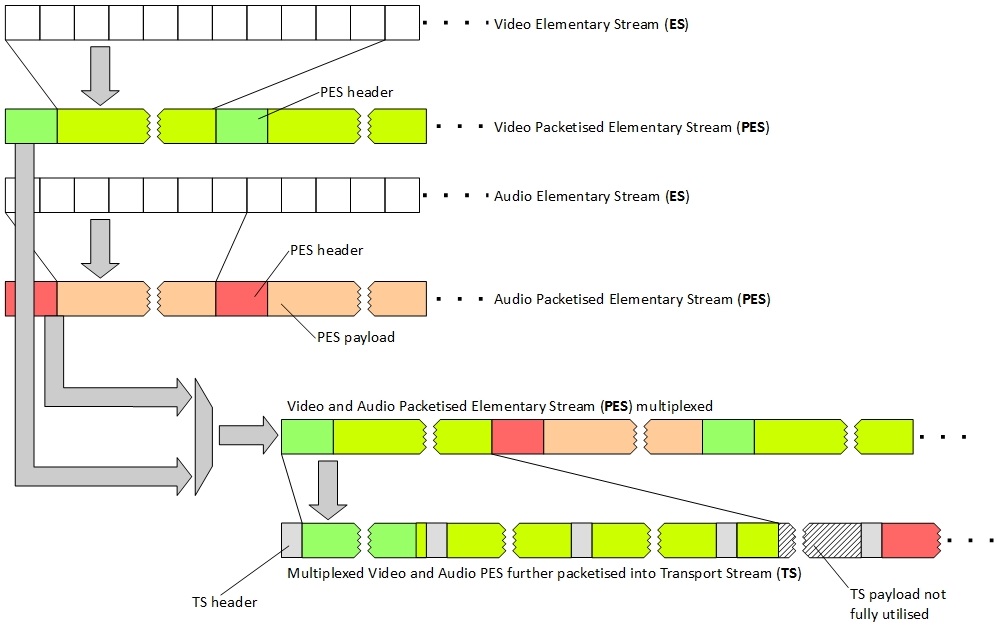 Video Elementary Stream (ES)
PES header
Video Packetised Elementary Stream (PES)
Audio Elementary Stream (ES)
PES header
Audio Packetised Elementary Stream (PES)
PES payload
Video and Audio Packetised Elementary Stream (PES) multiplexed
Multiplexed Video and Audio PES further packetised into Transport Stream (TS)
TS header
TS payload not
fully utilised